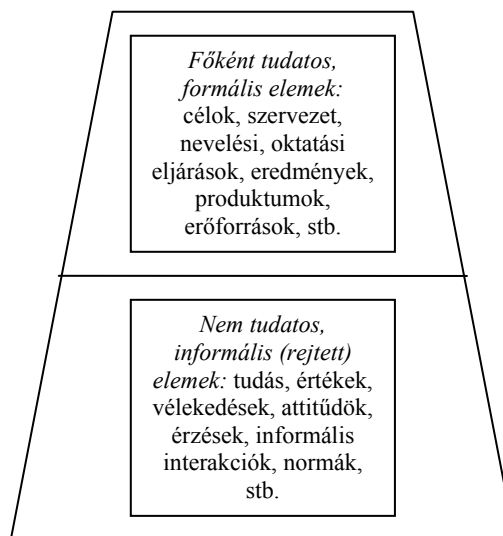 Főként tudatos,
formális elemek:
célok, szervezet,
nevelési, oktatási
eljárások, eredmények,
produktumok,
erőforrások, stb.
Nem tudatos,
informális (rejtett)
elemek: tudás, értékek,
vélekedések, attitűdök,
érzések, informális
interakciók, normák,
stb.